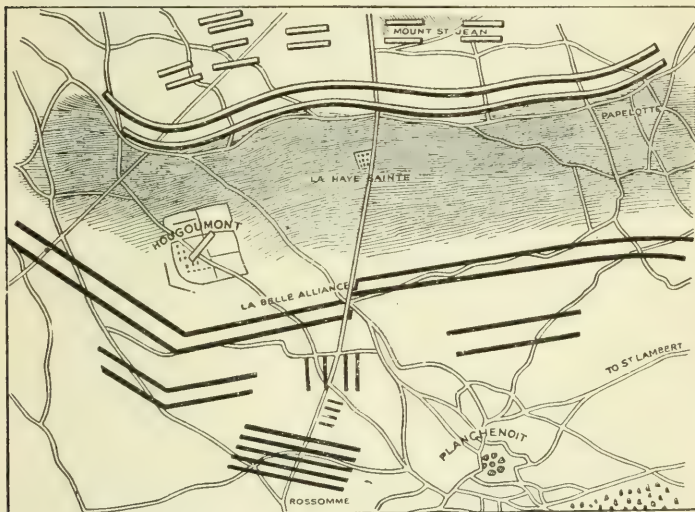 MOUNT ST JEAN
PAPELOTTE
LA HAYE SAINTE
HOUGOUMONT
LA BELLE ALLIANCE
TO ST LAMBERT
PLANCHENOIT
ROSSOMME